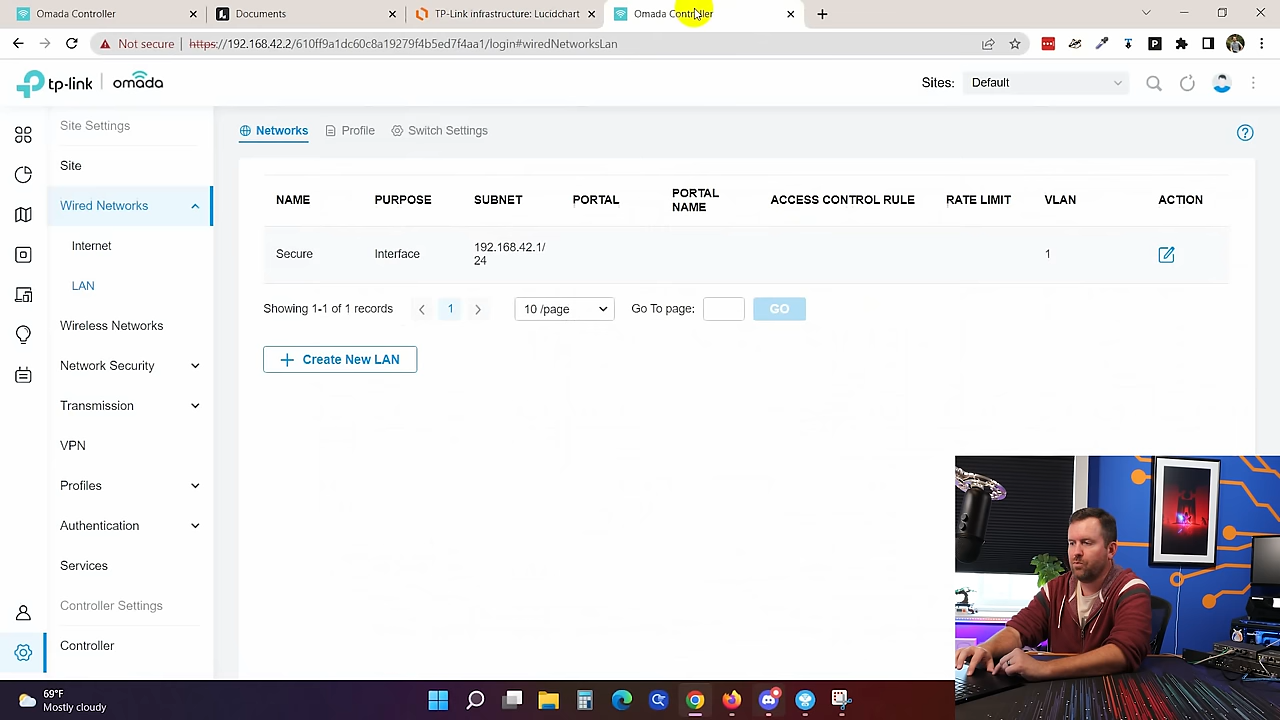 Omada Controller
Documents
TP-Link infrastructure: Lucidchart
Omada Controller
Not secure
https://192.168.42.2/610ff9a1dc60c8a19279f4b5ed7f4aa1/login#wiredNetworksLan
tp-link | omada
Sites: Default
Site Settings
Site
Wired Networks
Internet
LAN
Wireless Networks
Network Security
Transmission
VPN
Profiles
Authentication
Services
Controller Settings
Controller
Networks Profile Switch Settings
NAME PURPOSE SUBNET PORTAL PORTAL NAME ACCESS CONTROL RULE RATE LIMIT VLAN ACTION
Secure Interface 192.168.42.1/
24 1
Showing 1-1 of 1 records 1 10 /page Go To page: GO
+ Create New LAN
69°F
Mostly cloudy